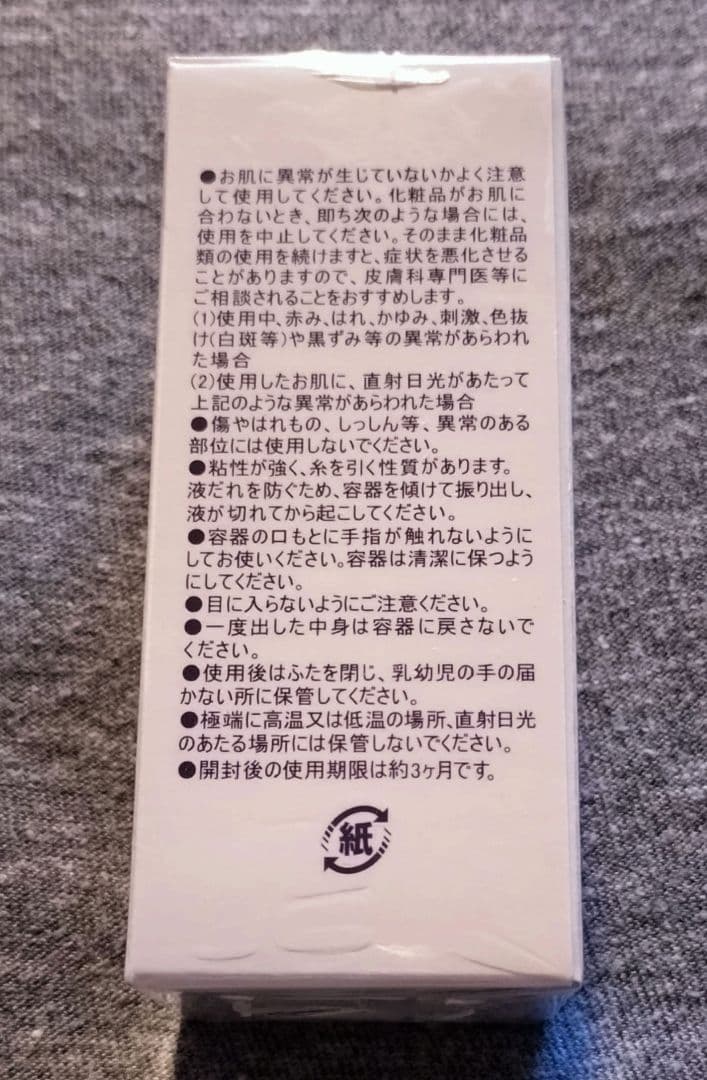 ●お肌に異常が生じていないかよく注意
して使用してください。化粧品がお肌に
合わないとき、即ち次のような場合には、
使用を中止してください。そのまま化粧品
類の使用を続けますと、症状を悪化させる
ことがありますので、皮膚科専門医等に
ご相談されることをおすすめします。
(1)使用中、赤み、はれ、かゆみ、刺激、色抜
け(白斑等)や黒ずみ等の異常があらわれ
た場合
(2)使用したお肌に、直射日光があたって
上記のような異常があらわれた場合
●傷やはれもの、しっしん等、異常のある
部位には使用しないでください。
●粘性が強く、糸を引く性質があります。
液だれを防ぐため、容器を傾けて振り出し、
液が切れてから起こしてください。
●容器の口もとに手指が触れないように
してお使いください。容器は清潔に保つよう
にしてください。
●目に入らないようにご注意ください。
●一度出した中身は容器に戻さないで
ください。
●使用後はふたを閉じ、乳幼児の手の届
かない所に保管してください。
●極端に高温又は低温の場所、直射日光
のあたる場所には保管しないでください。
●開封後の使用期限は約3ヶ月です。
紙